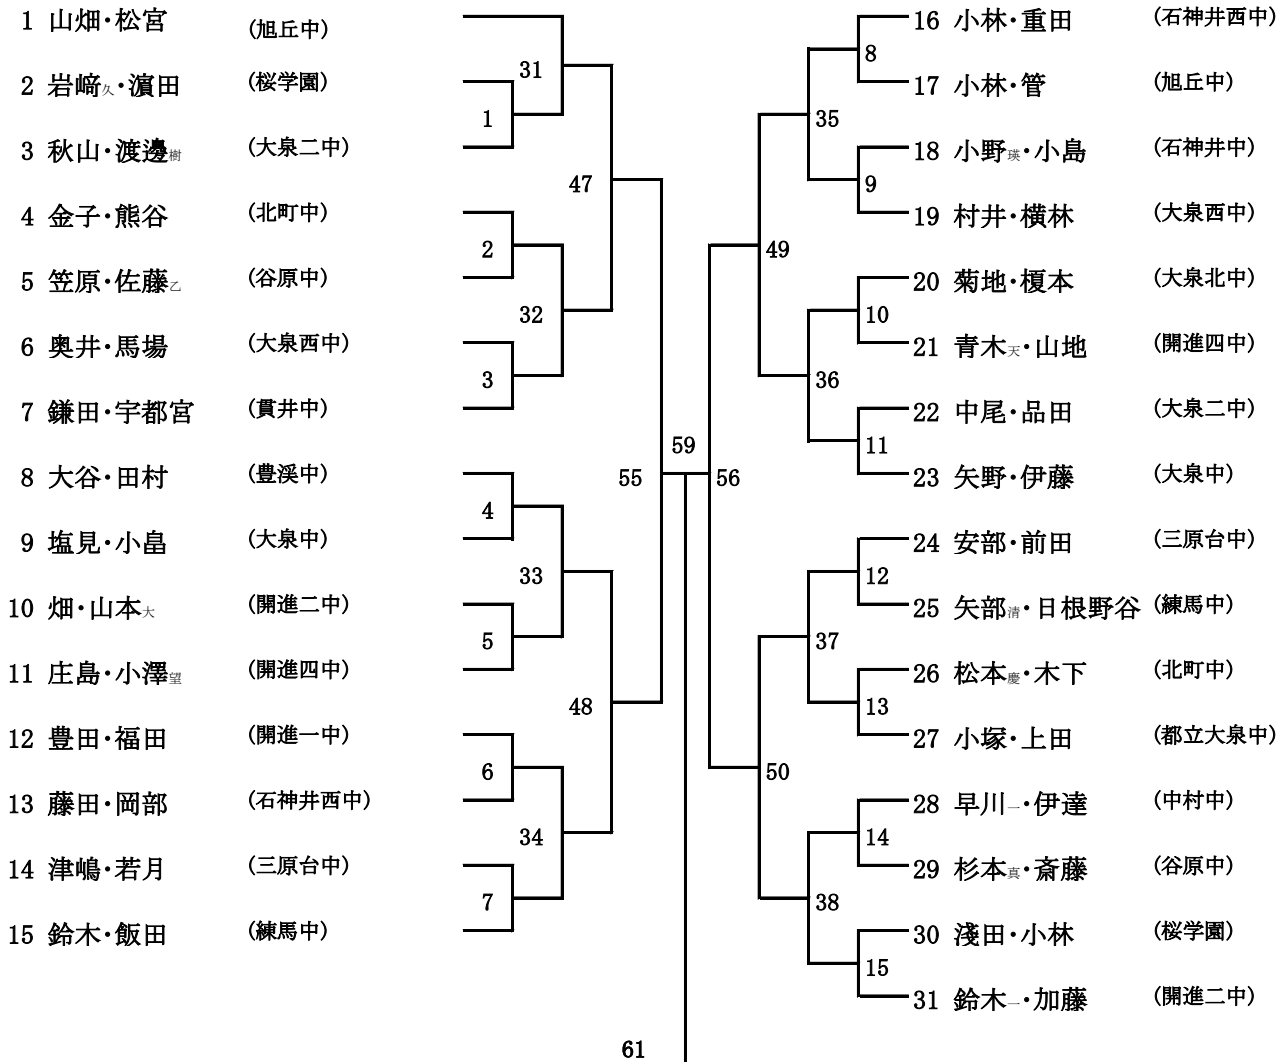 1 山畑・松宮 (旭丘中)
2 岩﨑久・濵田 (桜学園)
3 秋山・渡邊樹 (大泉二中)
4 金子・熊谷 (北町中)
5 笠原・佐藤乙 (谷原中)
6 奥井・馬場 (大泉西中)
7 鎌田・宇都宮 (貫井中)
8 大谷・田村 (豊溪中)
9 塩見・小畠 (大泉中)
10 畑・山本大 (開進二中)
11 庄島・小澤望 (開進四中)
12 豊田・福田 (開進一中)
13 藤田・岡部 (石神井西中)
14 津嶋・若月 (三原台中)
15 鈴木・飯田 (練馬中)
31
1
47
2
32
3
55
4
33
5
48
6
34
7
59
61
56
49
35
8
9
36
10
11
50
37
12
13
38
14
15
16 小林・重田 (石神井西中)
17 小林・管 (旭丘中)
18 小野瑛・小島 (石神井中)
19 村井・横林 (大泉西中)
20 菊地・榎本 (大泉北中)
21 青木天・山地 (開進四中)
22 中尾・品田 (大泉二中)
23 矢野・伊藤 (大泉中)
24 安部・前田 (三原台中)
25 矢部清・日根野谷 (練馬中)
26 松本慶・木下 (北町中)
27 小塚・上田 (都立大泉中)
28 早川一・伊達 (中村中)
29 杉本真・斎藤 (谷原中)
30 淺田・小林 (桜学園)
31 鈴木一・加藤 (開進二中)